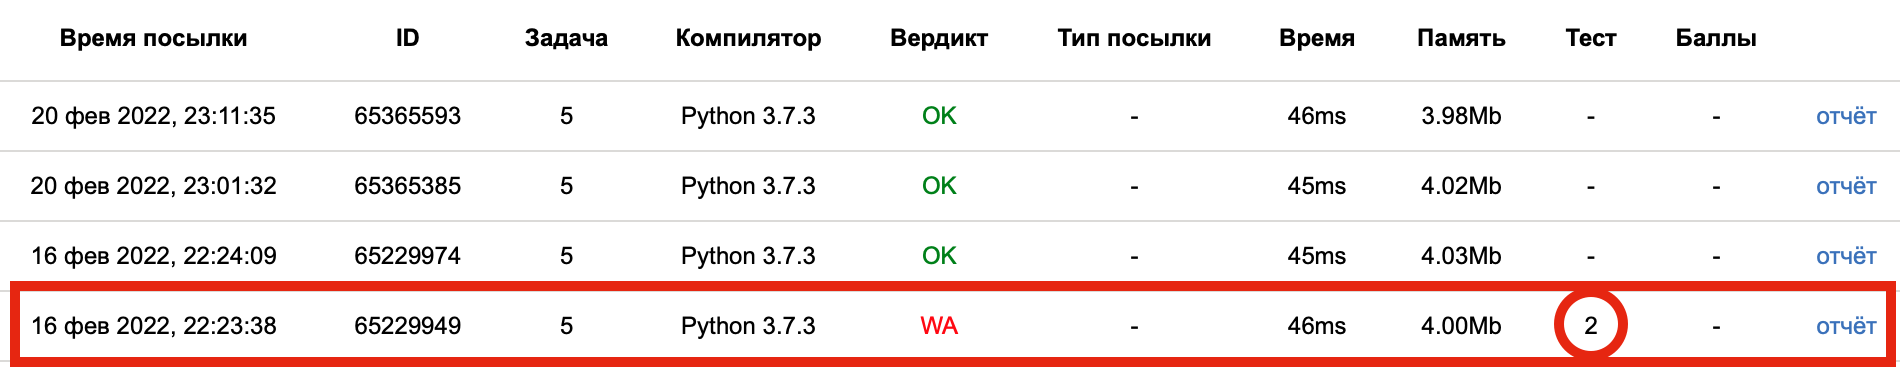 Время посылки ID Задача Компилятор Вердикт Тип посылки Время Память Тест Баллы
20 фев 2022, 23:11:35 65365593 5 Python 3.7.3 OK - 46ms 3.98Mb - - отчёт
20 фев 2022, 23:01:32 65365385 5 Python 3.7.3 OK - 45ms 4.02Mb - - отчёт
16 фев 2022, 22:24:09 65229974 5 Python 3.7.3 OK - 45ms 4.03Mb - - отчёт
16 фев 2022, 22:23:38 65229949 5 Python 3.7.3 WA - 46ms 4.00Mb 2 - отчёт